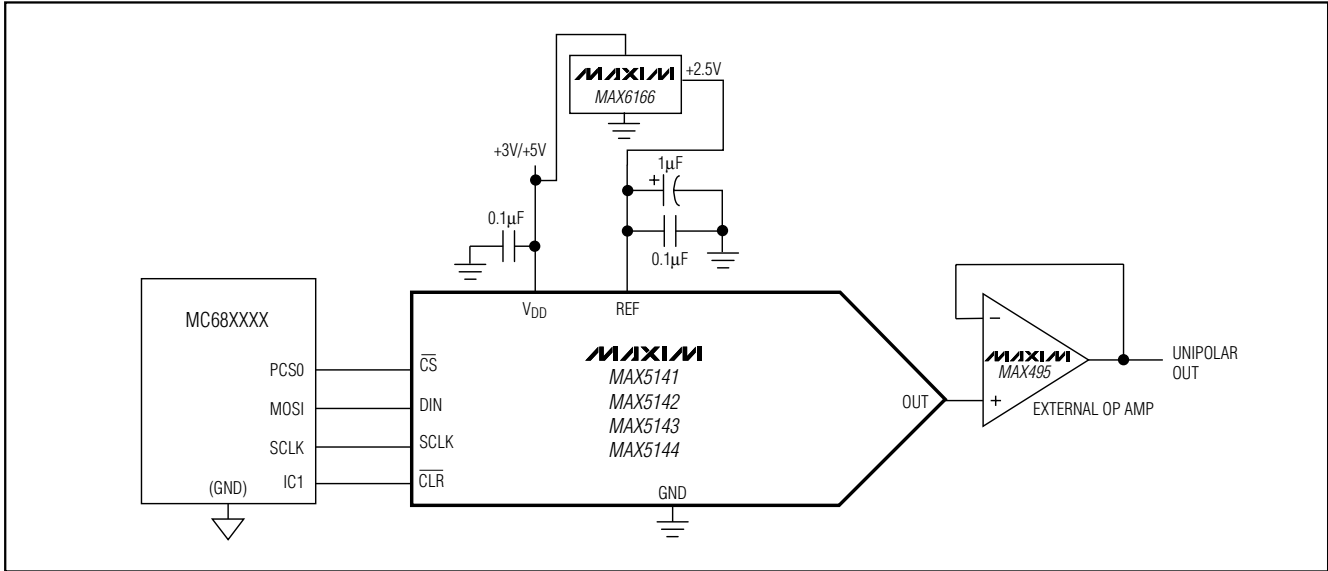 MAXIM
MAX6166
+2.5V
+3V/+5V
1µF
+
0.1µF
0.1µF
MC68XXXX
PCS0
MOSI
SCLK
IC1
(GND)
VDD
REF
CS
DIN
SCLK
CLR
MAXIM
MAX5141
MAX5142
MAX5143
MAX5144
OUT
GND
−
+
MAXIM
MAX495
EXTERNAL OP AMP
UNIPOLAR
OUT